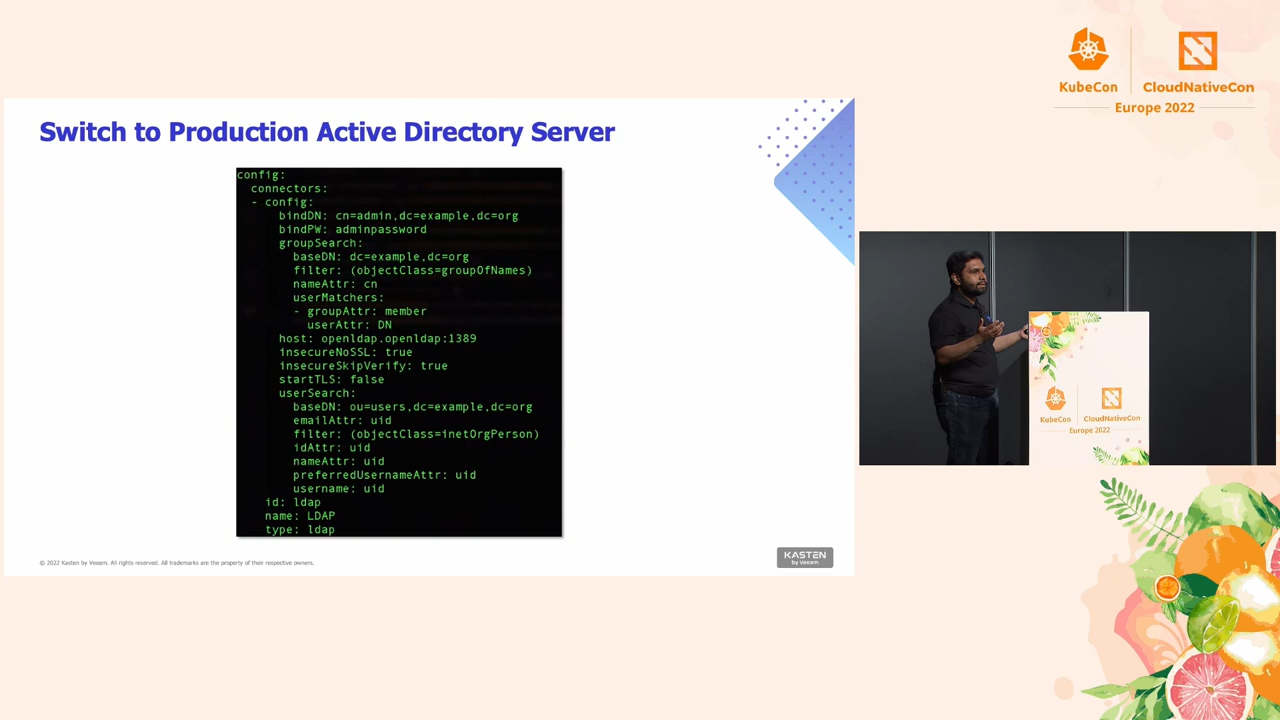 KubeCon
CloudNativeCon
Europe 2022
Switch to Production Active Directory Server
config:
connectors:
- config:
bindDN: cn=admin,dc=example,dc=org
bindPW: adminpassword
groupSearch:
baseDN: dc=example,dc=org
filter: (objectClass=groupOfNames)
nameAttr: cn
userMatchers:
- groupAttr: member
userAttr: DN
host: openldap.openldap:1389
insecureNoSSL: true
insecureSkipVerify: true
startTLS: false
userSearch:
baseDN: ou=users,dc=example,dc=org
emailAttr: uid
filter: (objectClass=inetOrgPerson)
idAttr: uid
nameAttr: uid
preferredUsernameAttr: uid
username: uid
id: ldap
name: LDAP
type: ldap
© 2022 Kasten by Veeam. All rights reserved. All trademarks are the property of their respective owners.
KASTEN
by Veeam
KubeCon
CloudNativeCon
Europe 2022